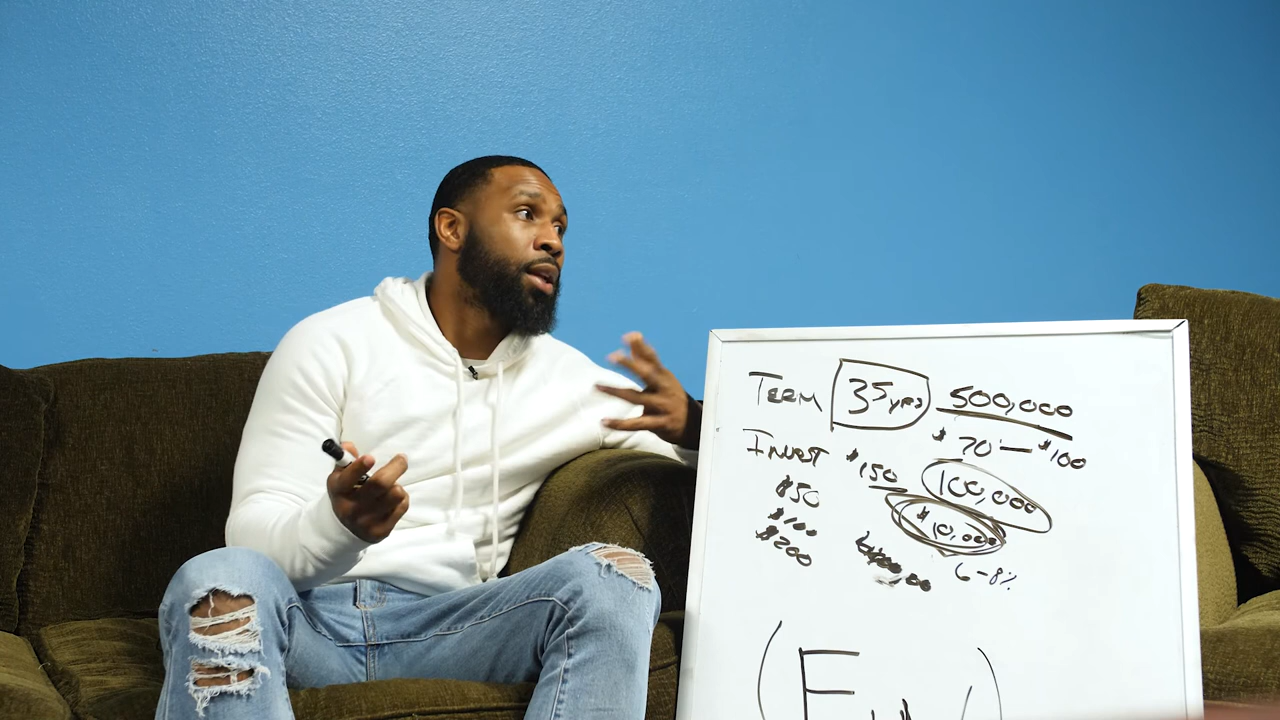 TERM 35yrs 500,000
$70 — $100
INVEST $150 100,000
$50 $10,000
$100
$200 6-8%